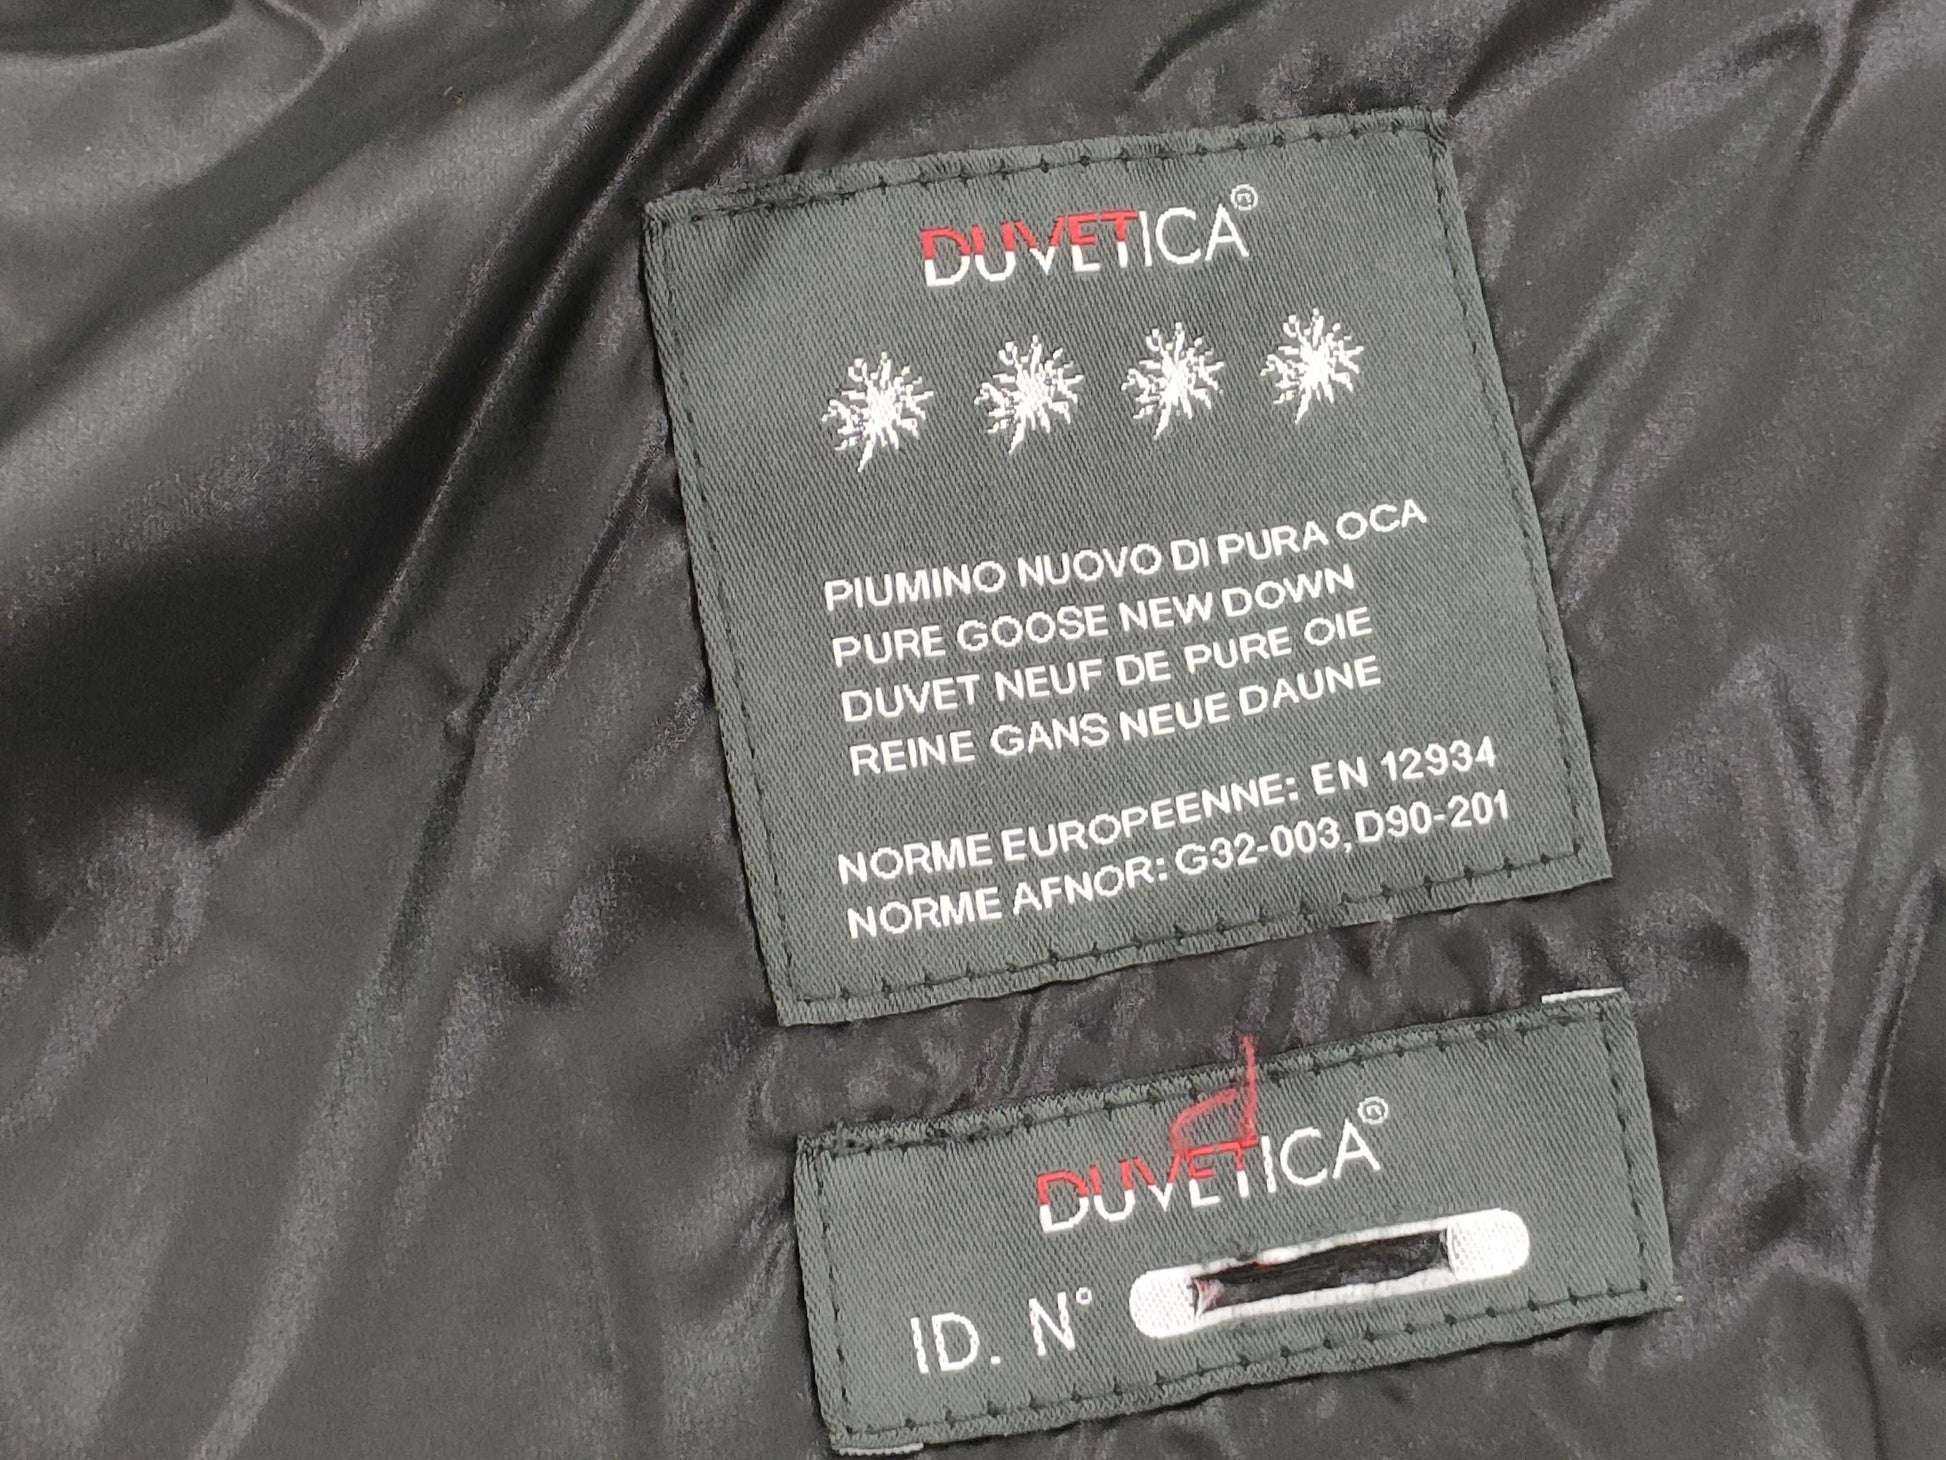 DUVETICA®
PIUMINO NUOVO DI PURA OCA
PURE GOOSE NEW DOWN
DUVET NEUF DE PURE OIE
REINE GANS NEUE DAUNE
NORME EUROPEENNE: EN 12934
NORME AFNOR: G32-003, D90-201
DUVETICA®
ID. N°